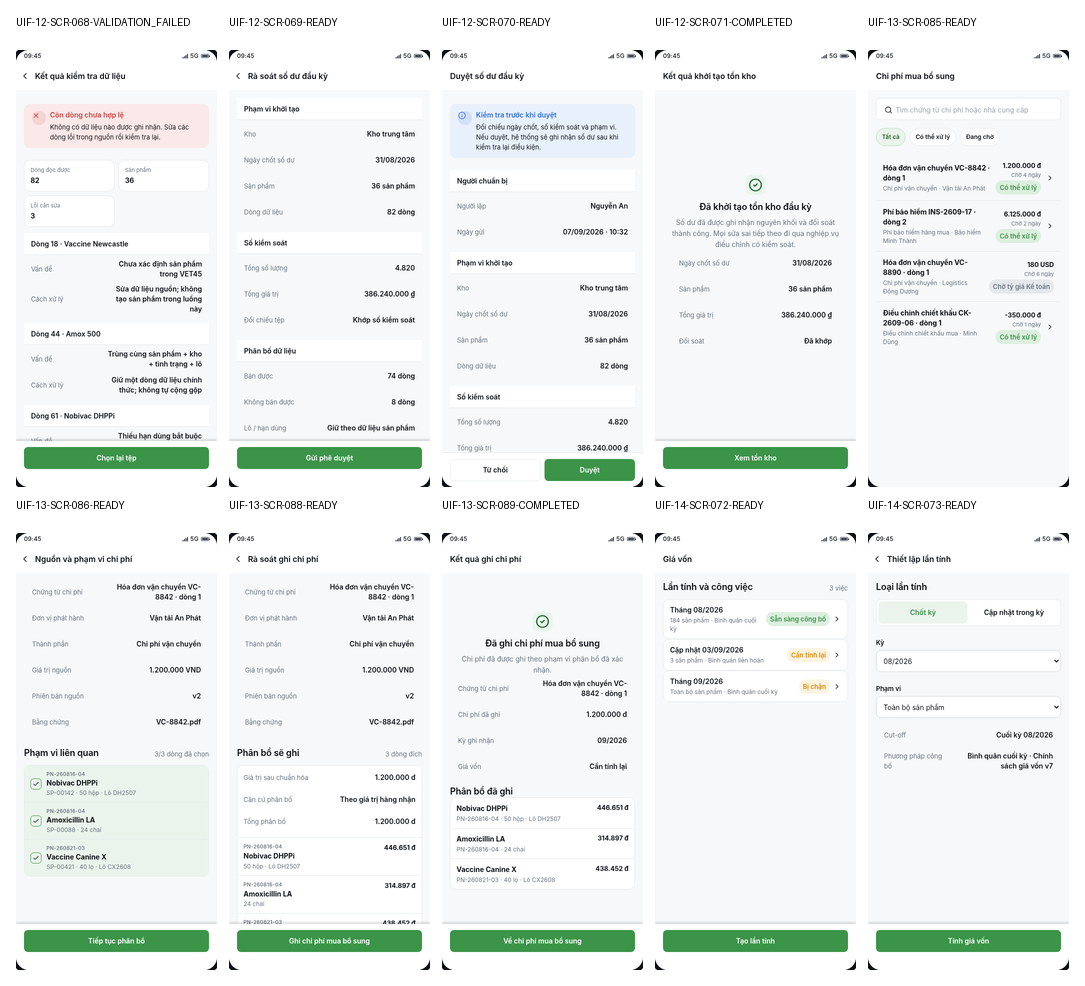 UIF-12-SCR-068-VALIDATION_FAILED
09:45
5G
Kết quả kiểm tra dữ liệu
Còn dòng chưa hợp lệ
Không có dữ liệu nào được ghi nhận. Sửa các
dòng lỗi trong nguồn rồi kiểm tra lại.
Dòng đọc được
82
Sản phẩm
36
Lỗi cần sửa
3
Dòng 18 · Vaccine Newcastle
Vấn đề
Chưa xác định sản phẩm
trong VET45
Cách xử lý
Sửa dữ liệu nguồn; không
tạo sản phẩm trong luồng
này
Dòng 44 · Amox 500
Vấn đề
Trùng cùng sản phẩm + kho
+ tình trạng + lô
Cách xử lý
Giữ một dòng dữ liệu chính
thức; không tự cộng gộp
Dòng 61 · Nobivac DHPPi
Vấn đề
Thiếu hạn dùng bắt buộc
Chọn lại tệp
UIF-12-SCR-069-READY
09:45
5G
Rà soát số dư đầu kỳ
Phạm vi khởi tạo
Kho
Kho trung tâm
Ngày chốt số dư
31/08/2026
Sản phẩm
36 sản phẩm
Dòng dữ liệu
82 dòng
Số kiểm soát
Tổng số lượng
4.820
Tổng giá trị
386.240.000 ₫
Đối chiếu tệp
Khớp số kiểm soát
Phân bố dữ liệu
Bán được
74 dòng
Không bán được
8 dòng
Lô / hạn dùng
Giữ theo dữ liệu sản phẩm
Gửi phê duyệt
UIF-12-SCR-070-READY
09:45
5G
Duyệt số dư đầu kỳ
Kiểm tra trước khi duyệt
Đối chiếu ngày chốt, số kiểm soát và phạm vi.
Nếu duyệt, hệ thống sẽ ghi nhận số dư sau khi
kiểm tra lại điều kiện.
Người chuẩn bị
Người lập
Nguyễn An
Ngày gửi
07/09/2026 · 10:32
Phạm vi khởi tạo
Kho
Kho trung tâm
Ngày chốt số dư
31/08/2026
Sản phẩm
36 sản phẩm
Dòng dữ liệu
82 dòng
Số kiểm soát
Tổng số lượng
4.820
Tổng giá trị
386.240.000 ₫
Từ chối
Duyệt
UIF-12-SCR-071-COMPLETED
09:45
5G
Kết quả khởi tạo tồn kho
Đã khởi tạo tồn kho đầu kỳ
Số dư đã được ghi nhận nguyên khối và đối soát
thành công. Mọi sửa sai tiếp theo đi qua nghiệp vụ
điều chỉnh có kiểm soát.
Ngày chốt số dư
31/08/2026
Sản phẩm
36 sản phẩm
Tổng giá trị
386.240.000 ₫
Đối soát
Đã khớp
Xem tồn kho
UIF-13-SCR-085-READY
09:45
5G
Chi phí mua bổ sung
Tìm chứng từ chi phí hoặc nhà cung cấp
Tất cả
Có thể xử lý
Đang chờ
Hóa đơn vận chuyển VC-8842 ·
dòng 1
Chi phí vận chuyển · Vận tải An Phát
1.200.000 đ
Chờ 4 ngày
Có thể xử lý
Phí bảo hiểm INS-2609-17 ·
dòng 2
Phí bảo hiểm hàng mua · Bảo hiểm
Minh Thành
6.125.000 đ
Chờ 2 ngày
Có thể xử lý
Hóa đơn vận chuyển VC-
8890 · dòng 1
Chi phí vận chuyển · Logistics
Đông Dương
180 USD
Chờ 6 ngày
Chờ tỷ giá Kế toán
Điều chỉnh chiết khấu CK-
2609-06 · dòng 1
Điều chỉnh chiết khấu mua · Minh
Dũng
-350.000 đ
Chờ 1 ngày
Có thể xử lý
UIF-13-SCR-086-READY
09:45
5G
Nguồn và phạm vi chi phí
Chứng từ chi phí
Hóa đơn vận chuyển VC-
8842 · dòng 1
Đơn vị phát hành
Vận tải An Phát
Thành phần
Chi phí vận chuyển
Giá trị nguồn
1.200.000 VND
Phiên bản nguồn
v2
Bằng chứng
VC-8842.pdf
Phạm vi liên quan
3/3 dòng đã chọn
PN-260816-04
Nobivac DHPPi
SP-00142 · 50 hộp · Lô DH2507
PN-260816-04
Amoxicillin LA
SP-00088 · 24 chai
PN-260821-03
Vaccine Canine X
SP-00421 · 40 lọ · Lô CX2608
Tiếp tục phân bổ
UIF-13-SCR-088-READY
09:45
5G
Rà soát ghi chi phí
Chứng từ chi phí
Hóa đơn vận chuyển VC-
8842 · dòng 1
Đơn vị phát hành
Vận tải An Phát
Thành phần
Chi phí vận chuyển
Giá trị nguồn
1.200.000 VND
Phiên bản nguồn
v2
Bằng chứng
VC-8842.pdf
Phân bổ sẽ ghi
3 dòng đích
Giá trị sau chuẩn hóa
1.200.000 đ
Căn cứ phân bổ
Theo giá trị hàng nhận
Tổng phân bổ
1.200.000 đ
PN-260816-04
Nobivac DHPPi
50 hộp · Lô DH2507
446.651 đ
PN-260816-04
Amoxicillin LA
24 chai
314.897 đ
PN-260821-03
438.452 đ
Ghi chi phí mua bổ sung
UIF-13-SCR-089-COMPLETED
09:45
5G
Kết quả ghi chi phí
Đã ghi chi phí mua bổ sung
Chi phí đã được ghi theo phạm vi phân bổ đã xác
nhận.
Chứng từ chi phí
Hóa đơn vận chuyển VC-
8842 · dòng 1
Chi phí đã ghi
1.200.000 đ
Kỳ ghi nhận
09/2026
Giá vốn
Cần tính lại
Phân bổ đã ghi
Nobivac DHPPi
PN-260816-04 · 50 hộp · Lô DH2507
446.651 đ
Amoxicillin LA
PN-260816-04 · 24 chai
314.897 đ
Vaccine Canine X
PN-260821-03 · 40 lọ · Lô CX2608
438.452 đ
Về chi phí mua bổ sung
UIF-14-SCR-072-READY
09:45
5G
Giá vốn
Lần tính và công việc
3 việc
Tháng 08/2026
184 sản phẩm · Bình quân cuối
kỳ
Sẵn sàng công bố
Cập nhật 03/09/2026
3 sản phẩm · Bình quân liên hoàn
Cần tính lại
Tháng 09/2026
Toàn bộ sản phẩm · Bình quân cuối kỳ
Bị chặn
Tạo lần tính
UIF-14-SCR-073-READY
09:45
5G
Thiết lập lần tính
Loại lần tính
Chốt kỳ
Cập nhật trong kỳ
Kỳ
08/2026
Phạm vi
Toàn bộ sản phẩm
Cut-off
Cuối kỳ 08/2026
Phương pháp công
bố
Bình quân cuối kỳ · Chính
sách giá vốn v7
Tính giá vốn